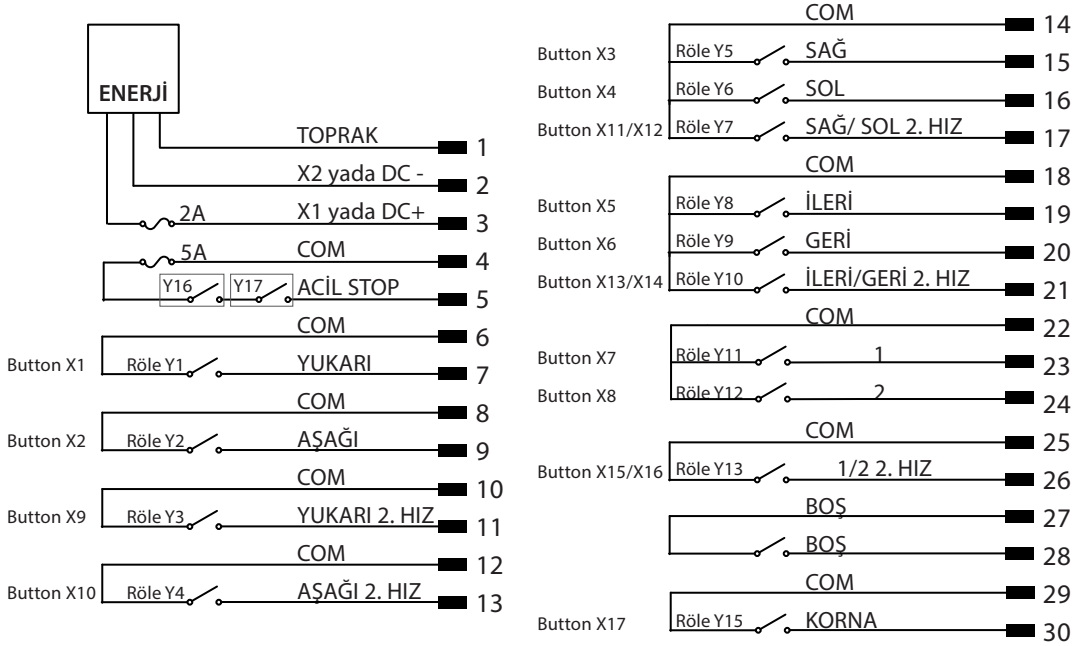 ENERJİ
TOPRAK 1
X2 yada DC - 2
2A X1 yada DC+ 3
5A COM 4
Y16 Y17 ACİL STOP 5
COM 6
Button X1 Röle Y1 YUKARI 7
COM 8
Button X2 Röle Y2 AŞAĞI 9
COM 10
Button X9 Röle Y3 YUKARI 2. HIZ 11
COM 12
Button X10 Röle Y4 AŞAĞI 2. HIZ 13
COM 14
Button X3 Röle Y5 SAĞ 15
Button X4 Röle Y6 SOL 16
Button X11/X12 Röle Y7 SAĞ/ SOL 2. HIZ 17
COM 18
Button X5 Röle Y8 İLERİ 19
Button X6 Röle Y9 GERİ 20
Button X13/X14 Röle Y10 İLERİ/GERİ 2. HIZ 21
COM 22
Button X7 Röle Y11 1 23
Button X8 Röle Y12 2 24
COM 25
Button X15/X16 Röle Y13 1/2 2. HIZ 26
BOŞ 27
BOŞ 28
COM 29
Button X17 Röle Y15 KORNA 30